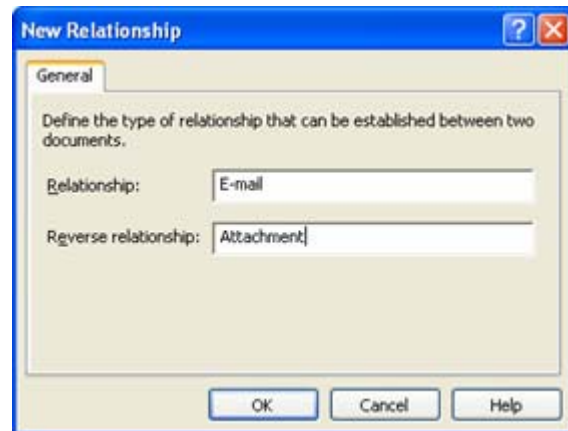 New Relationship
General
Define the type of relationship that can be established between two
documents.
Relationship: E-mail
Reverse relationship: Attachment
OK Cancel Help